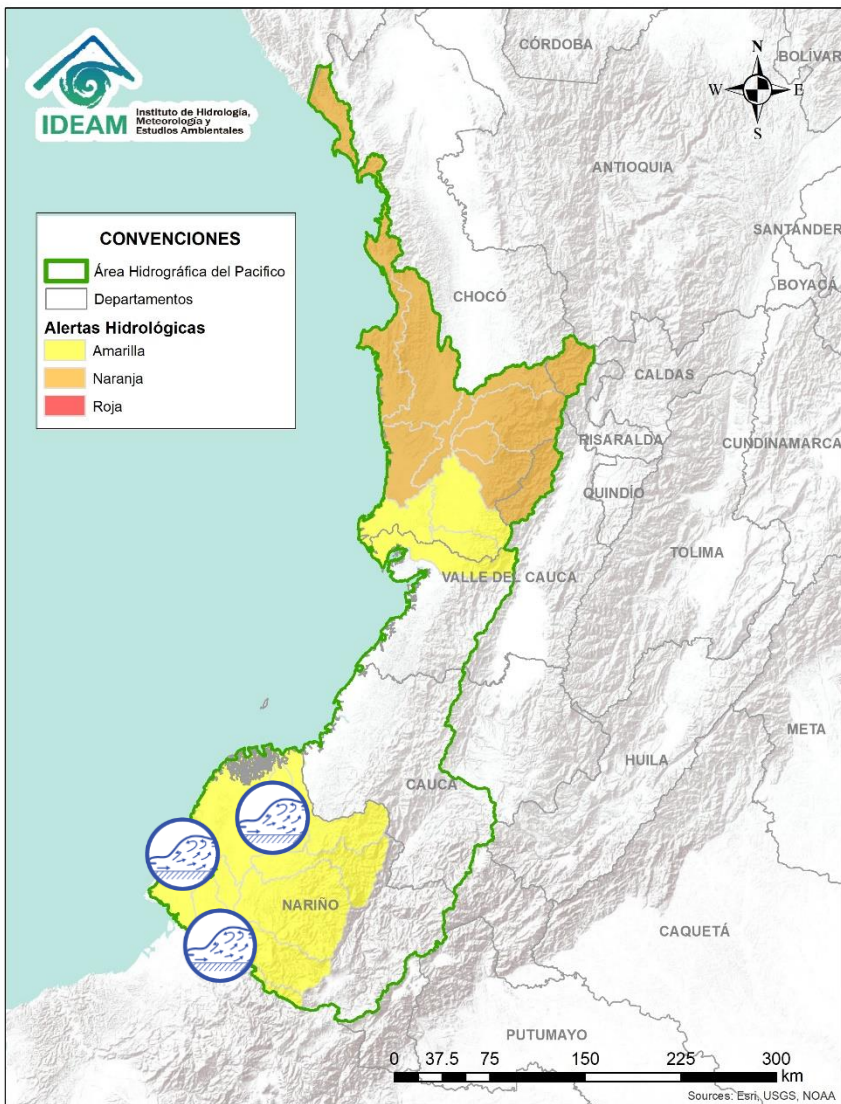 IDEAM
Instituto de Hidrología,
Meteorología y
Estudios Ambientales
N
W
E
S
CÓRDOBA
BOLÍVAR
ANTIOQUIA
SANTANDER
BOYACÁ
CONVENCIONES
Área Hidrográfica del Pacifico
Departamentos
Alertas Hidrológicas
Amarilla
Naranja
Roja
CHOCÓ
CALDAS
RISARALDA
CUNDINAMARCA
QUINDÍO
TOLIMA
VALLE DEL CAUCA
META
HUILA
CAUCA
NARIÑO
CAQUETÁ
PUTUMAYO
0 37.5 75 150 225 300
km
Sources: Esri, USGS, NOAA